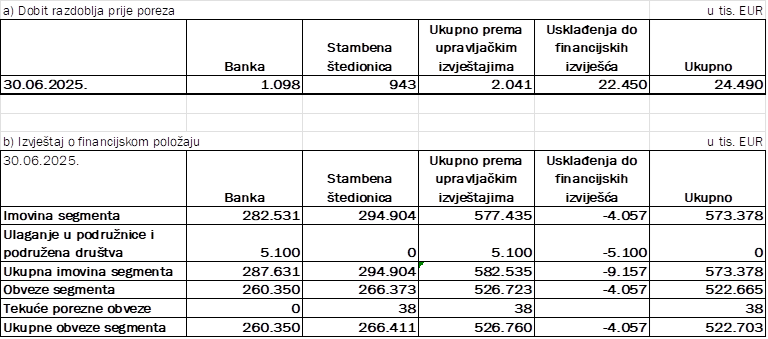 a) Dobit razdoblja prije poreza u tis. EUR
Banka Stambena štedionica Ukupno prema upravljačkim izvještajima Usklađenja do financijskih izviješća Ukupno
30.06.2025. 1.098 943 2.041 22.450 24.490
b) Izvještaj o financijskom položaju u tis. EUR
30.06.2025. Banka Stambena štedionica Ukupno prema upravljačkim izvještajima Usklađenja do financijskih izviješća Ukupno
Imovina segmenta 282.531 294.904 577.435 -4.057 573.378
Ulaganje u podružnice i
podružena društva 5.100 0 5.100 -5.100 0
Ukupna imovina segmenta 287.631 294.904 582.535 -9.157 573.378
Obveze segmenta 260.350 266.373 526.723 -4.057 522.665
Tekuće porezne obveze 0 38 38 38
Ukupne obveze segmenta 260.350 266.411 526.760 -4.057 522.703